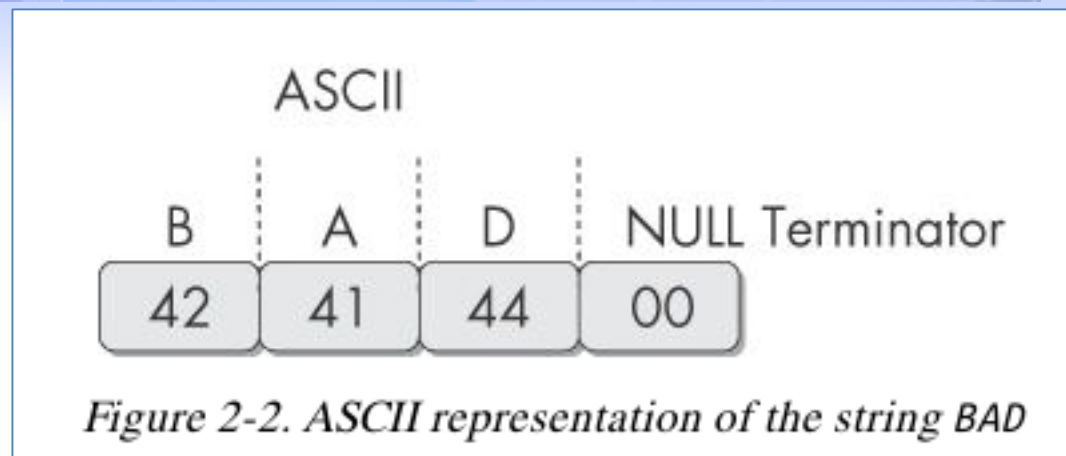 ASCII
B A D NULL Terminator
42 41 44 00
Figure 2-2. ASCII representation of the string BAD